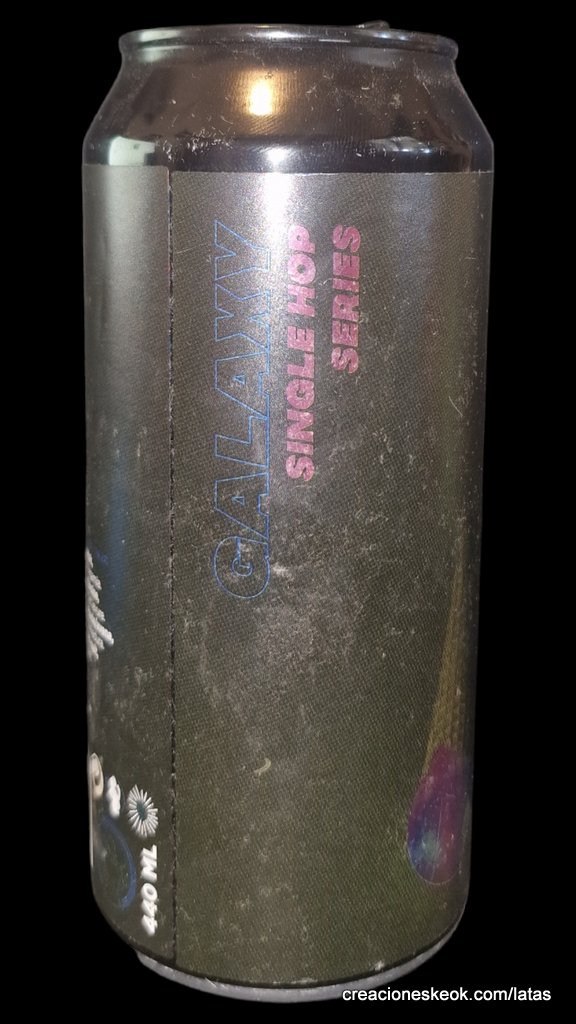 GALAXY
SINGLE HOP
SERIES
440 ML
creacioneskeok.com/latas